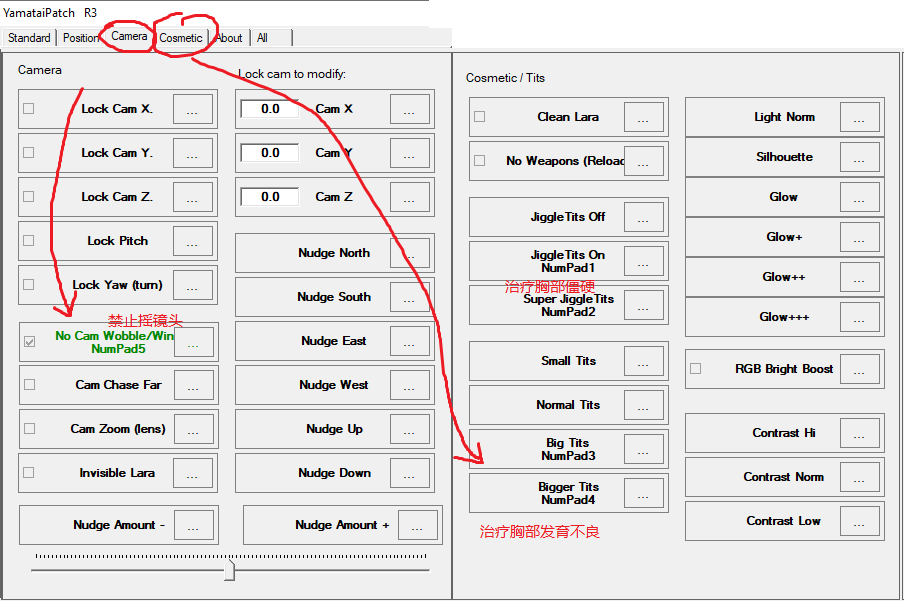 YamataiPatch R3
Standard Position Camera Cosmetic About All
Camera
Lock Cam X. ...
Lock Cam Y. ...
Lock Cam Z. ...
Lock Pitch ...
Lock Yaw (turn) ...
禁止摇镜头
No Cam Wobble/Win
NumPad5 ...
Cam Chase Far ...
Cam Zoom (lens) ...
Invisible Lara ...
Nudge Amount - ...
Lock cam to modify:
0.0 Cam X ...
0.0 Cam Y ...
0.0 Cam Z ...
Nudge North ...
Nudge South ...
Nudge East ...
Nudge West ...
Nudge Up ...
Nudge Down ...
Nudge Amount + ...
Cosmetic / Tits
Clean Lara ...
No Weapons (Reload ...
JiggleTits Off ...
JiggleTits On
NumPad1 ...
治疗胸部僵硬
Super JiggleTits
NumPad2 ...
Small Tits ...
Normal Tits ...
Big Tits
NumPad3 ...
Bigger Tits
NumPad4 ...
治疗胸部发育不良
Light Norm ...
Silhouette ...
Glow ...
Glow+ ...
Glow++ ...
Glow+++ ...
RGB Bright Boost ...
Contrast Hi ...
Contrast Norm ...
Contrast Low ...